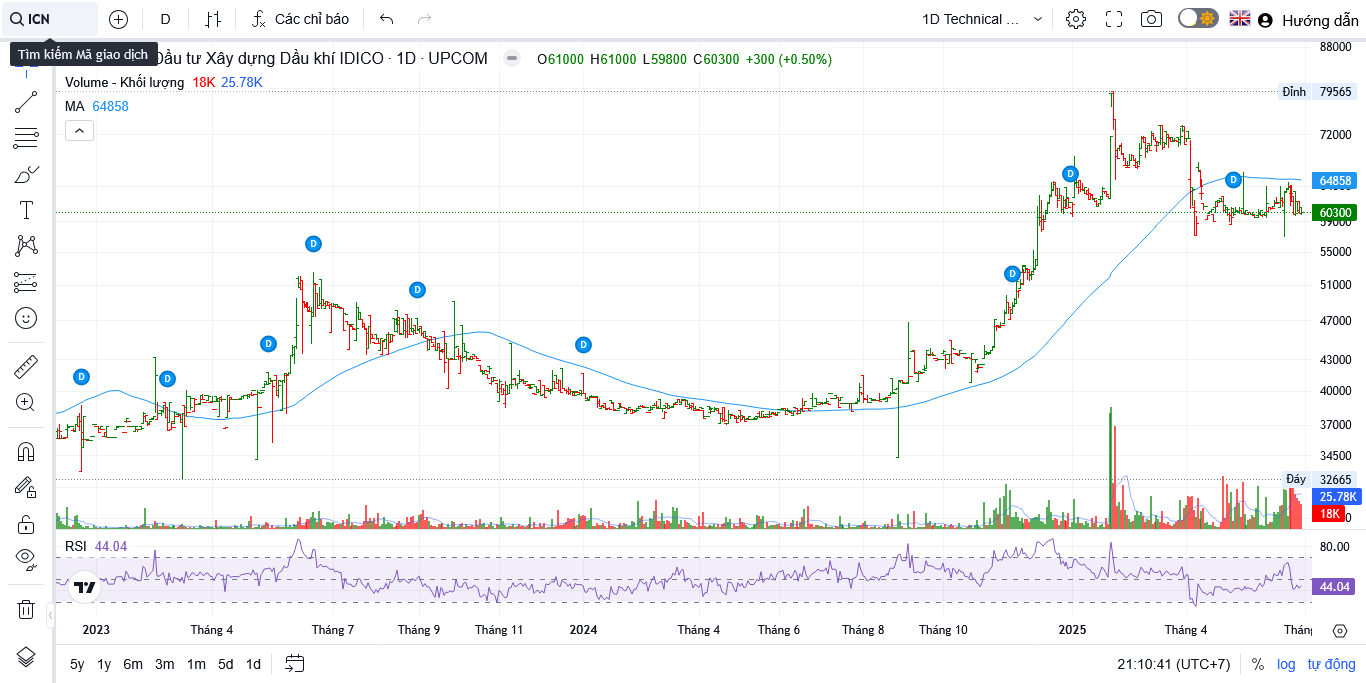 ICN
D
Các chỉ báo
1D Technical ...
Hướng dẫn
Tìm kiếm Mã giao dịch
Đầu tư Xây dựng Dầu khí IDICO · 1D · UPCOM
O61000 H61000 L59800 C60300 +300 (+0.50%)
Volume - Khối lượng 18K 25.78K
MA 64858
88000
Đỉnh 79565
72000
64858
60300
59000
55000
51000
47000
43000
40000
37000
34500
Đáy 32665
25.78K
18K
D
D
D
D
D
D
D
D
D
RSI 44.04
80.00
44.04
2023
Tháng 4
Tháng 7
Tháng 9
Tháng 11
2024
Tháng 4
Tháng 6
Tháng 8
Tháng 10
2025
Tháng 4
Thán
5y 1y 6m 3m 1m 5d 1d
21:10:41 (UTC+7)
% log tự động